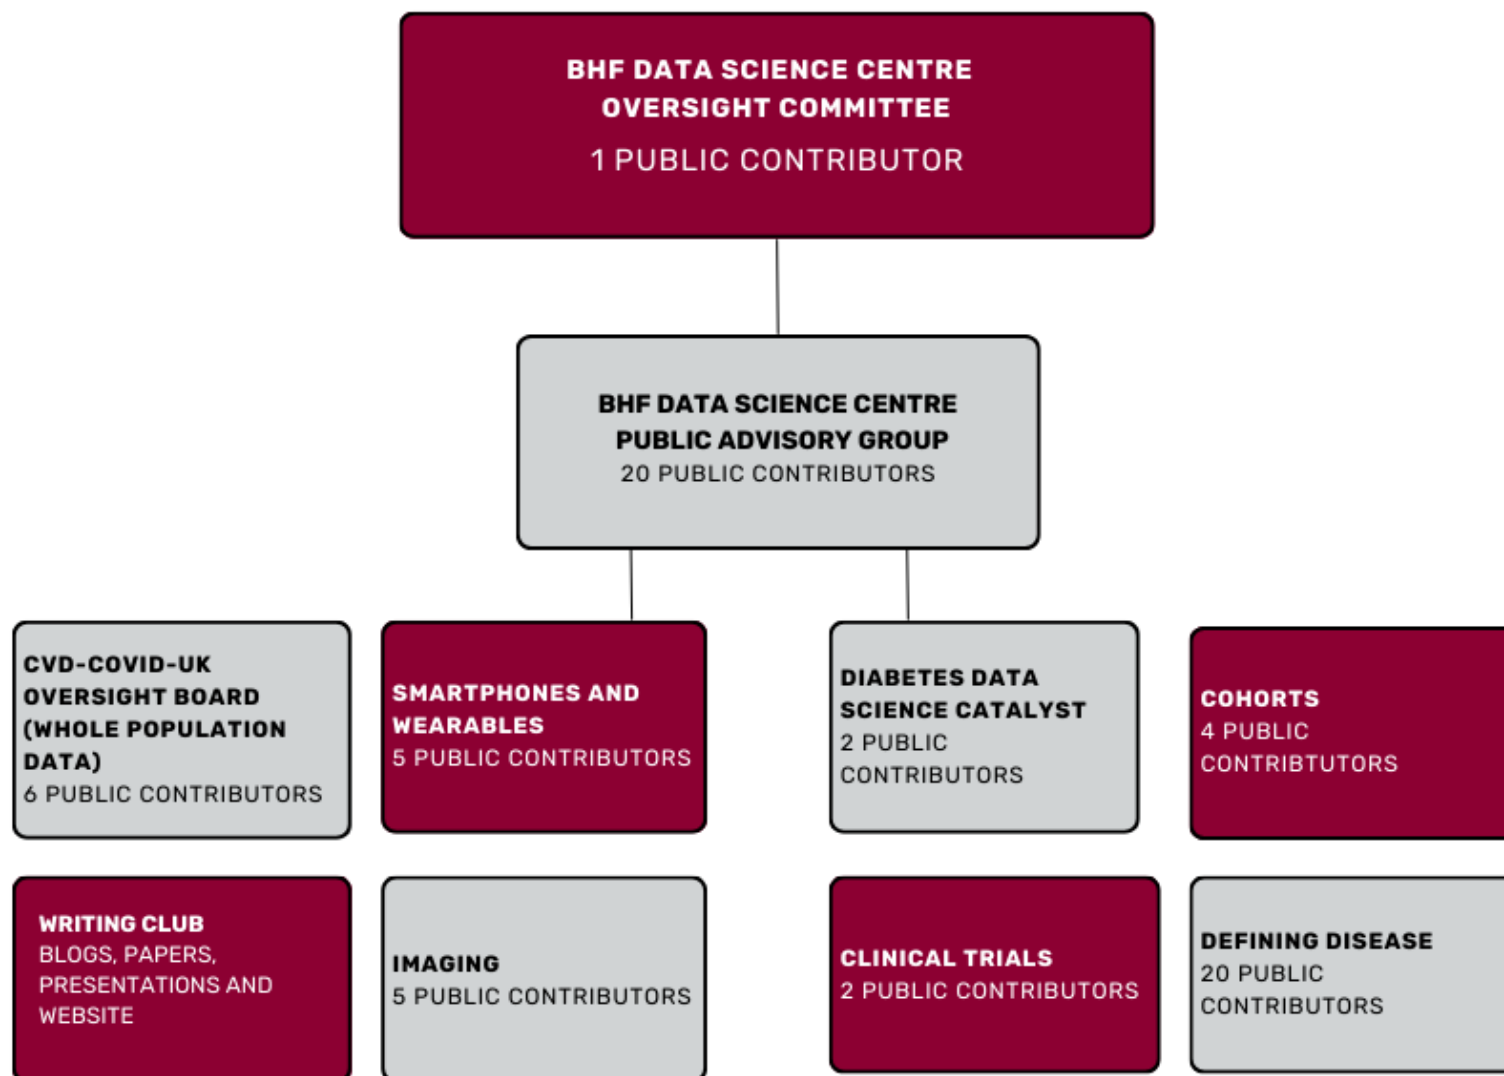 BHF DATA SCIENCE CENTRE
OVERSIGHT COMMITTEE
1 PUBLIC CONTRIBUTOR
BHF DATA SCIENCE CENTRE
PUBLIC ADVISORY GROUP
20 PUBLIC CONTRIBUTORS
CVD-COVID-UK
OVERSIGHT BOARD
(WHOLE POPULATION
DATA)
6 PUBLIC CONTRIBUTORS
SMARTPHONES AND
WEARABLES
5 PUBLIC CONTRIBUTORS
DIABETES DATA
SCIENCE CATALYST
2 PUBLIC
CONTRIBUTORS
COHORTS
4 PUBLIC
CONTRIBTUTORS
WRITING CLUB
BLOGS, PAPERS,
PRESENTATIONS AND
WEBSITE
IMAGING
5 PUBLIC CONTRIBUTORS
CLINICAL TRIALS
2 PUBLIC CONTRIBUTORS
DEFINING DISEASE
20 PUBLIC
CONTRIBUTORS